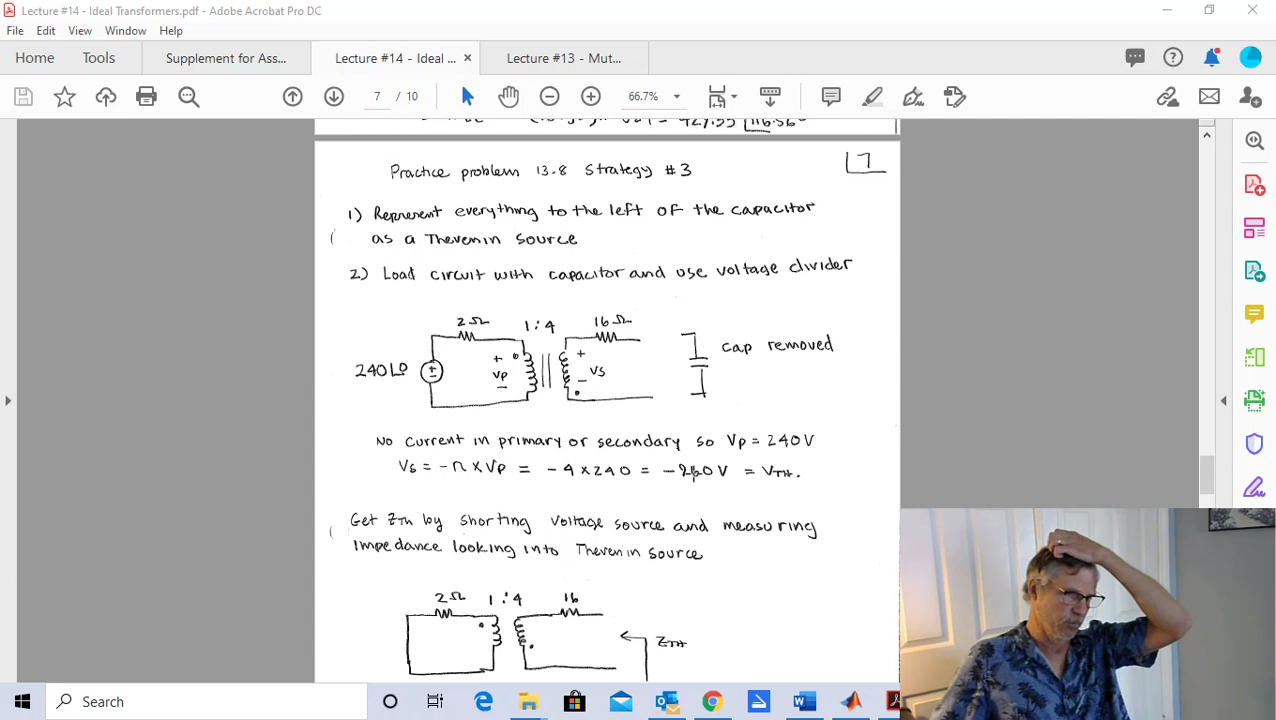 Lecture #14 - Ideal Transformers.pdf - Adobe Acrobat Pro DC
File Edit View Window Help
Home Tools Supplement for Ass... Lecture #14 - Ideal ... × Lecture #13 - Mut...
7 / 10 66.7%
116.56°
Practice problem 13.8 Strategy #3
7
1) Represent everything to the left of the capacitor
as a Thevenin source
2) Load circuit with capacitor and use voltage divider
2Ω 1:4 16Ω
240∠0 + Vp - + Vs - cap removed
No current in primary or secondary so Vp = 240V
Vs = -n×Vp = -4×240 = -960V = VTH.
Get ZTH by shorting voltage source and measuring
impedance looking into Thevenin source
2Ω 1:4 16
ZTH
Search